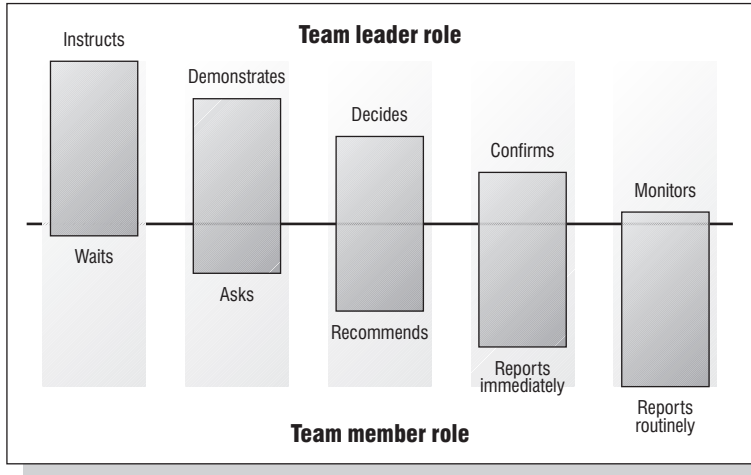 Team leader role
Instructs
Demonstrates
Decides
Confirms
Monitors
Waits
Asks
Recommends
Reports
immediately
Reports
routinely
Team member role